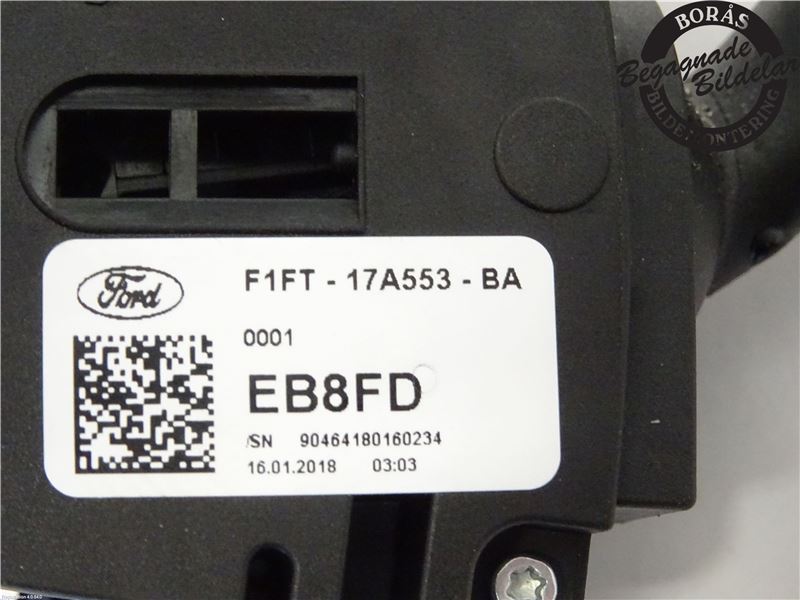 BORÅS
Begagnade
Bildelar
BILDEMONTERING
Ford
F1FT - 17A553 - BA
0001
EB8FD
/SN 90464180160234
16.01.2018 03:03